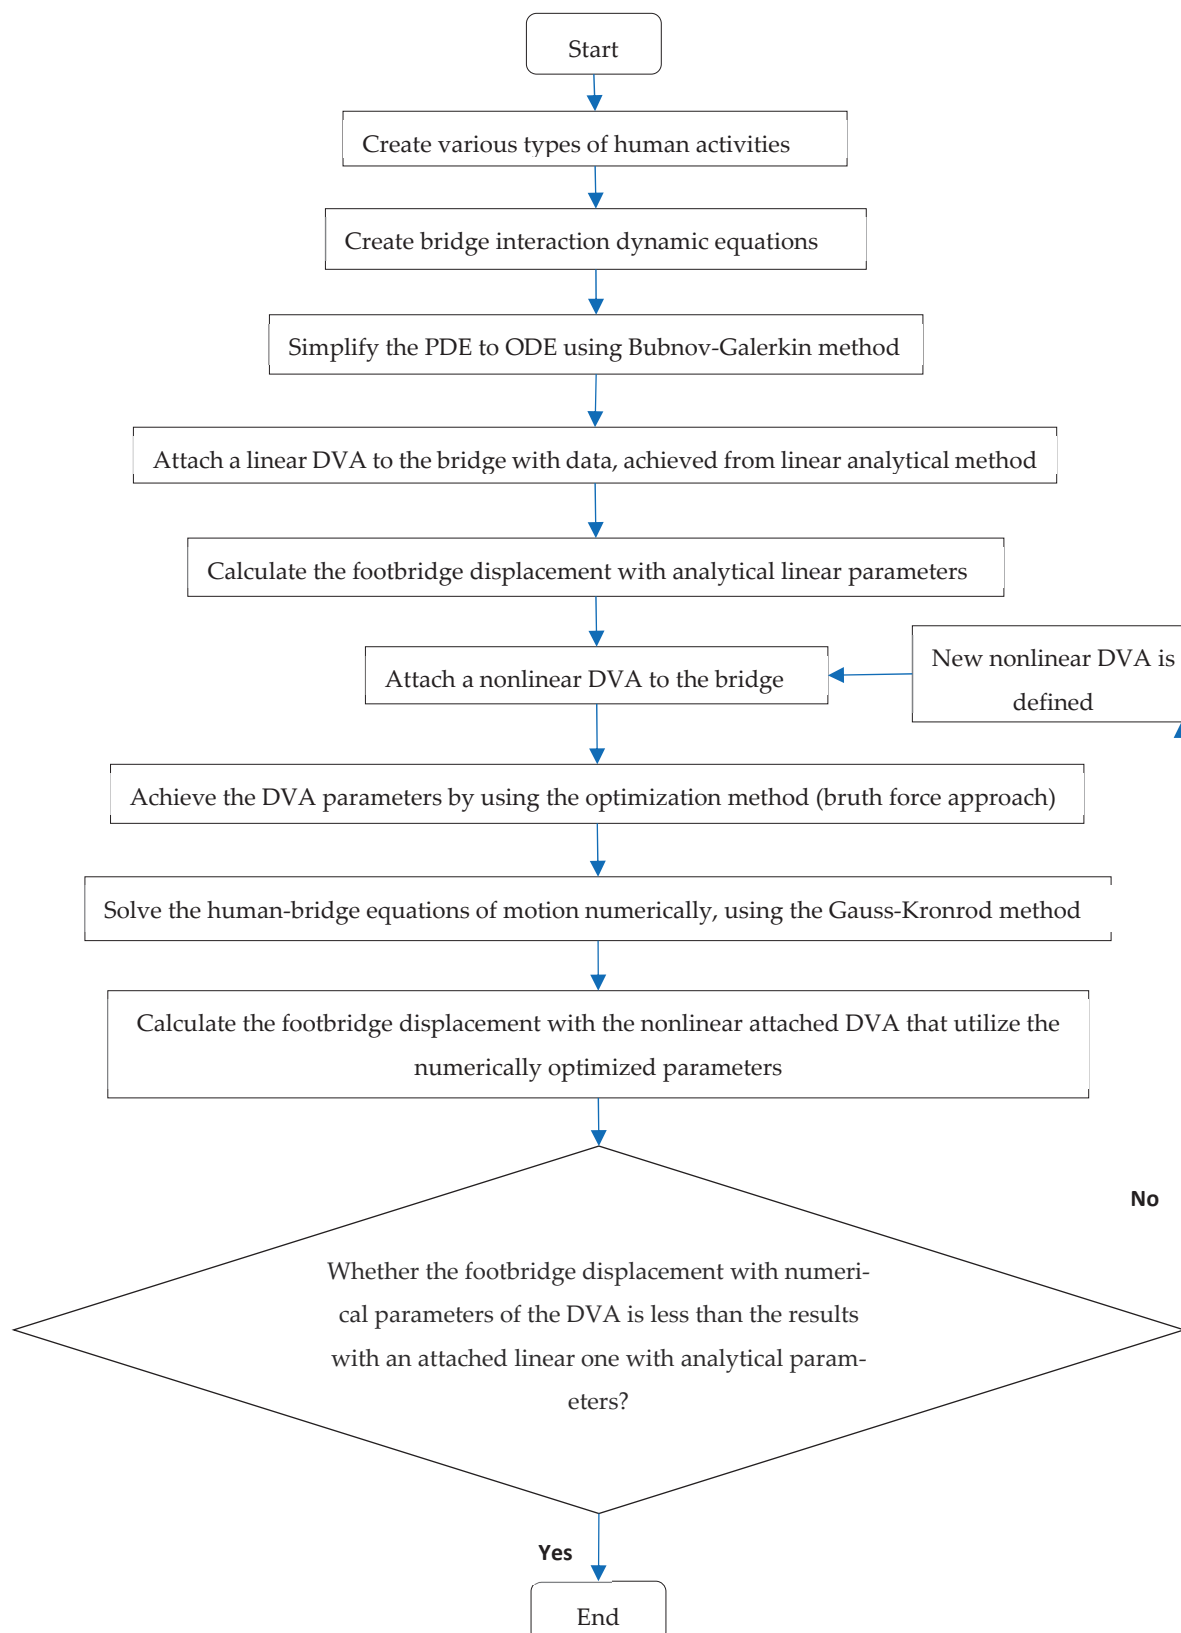 Start
Create various types of human activities
Create bridge interaction dynamic equations
Simplify the PDE to ODE using Bubnov-Galerkin method
Attach a linear DVA to the bridge with data, achieved from linear analytical method
Calculate the footbridge displacement with analytical linear parameters
Attach a nonlinear DVA to the bridge
New nonlinear DVA is
defined
Achieve the DVA parameters by using the optimization method (bruth force approach)
Solve the human-bridge equations of motion numerically, using the Gauss-Kronrod method
Calculate the footbridge displacement with the nonlinear attached DVA that utilize the
numerically optimized parameters
No
Whether the footbridge displacement with numeri-
cal parameters of the DVA is less than the results
with an attached linear one with analytical param-
eters?
Yes
End